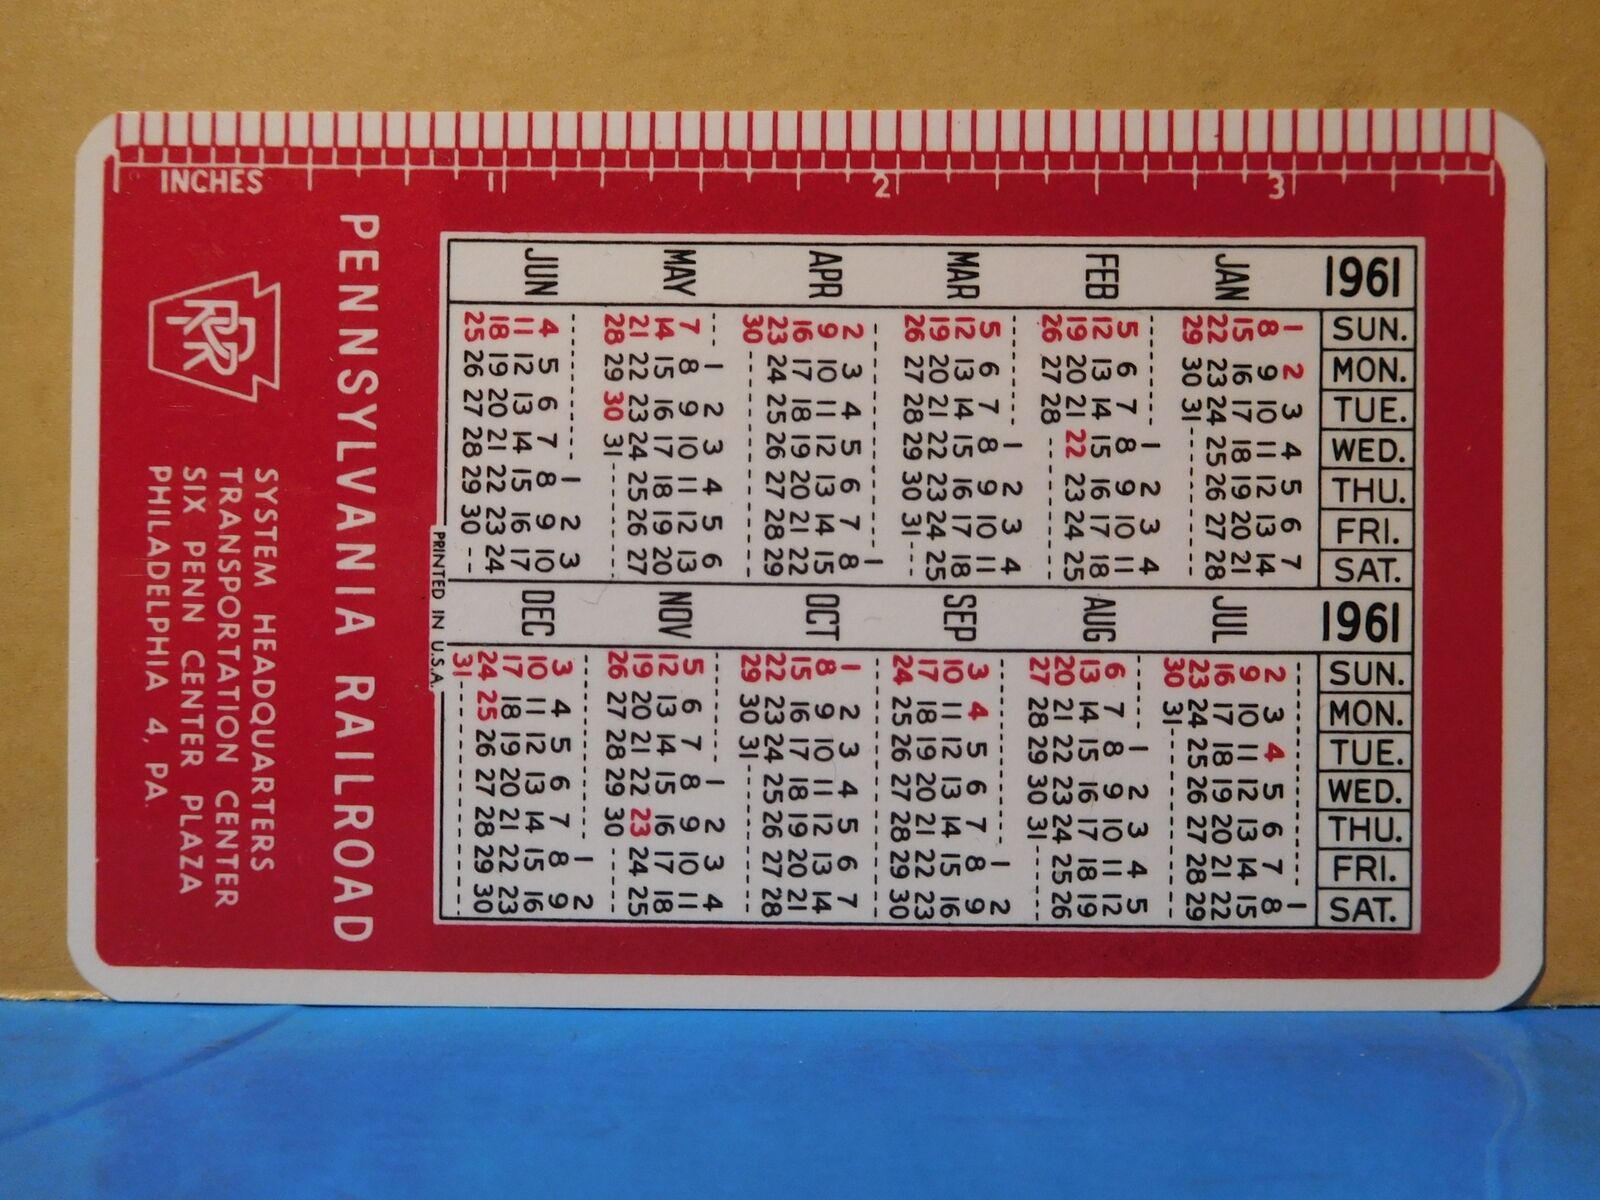 INCHES 1 2 3
1961 SUN. MON. TUE. WED. THU. FRI. SAT.
JAN
1 2 3 4 5 6 7
8 9 10 11 12 13 14
15 16 17 18 19 20 21
22 23 24 25 26 27 28
29 30 31
FEB
1 2 3 4
5 6 7 8 9 10 11
12 13 14 15 16 17 18
19 20 21 22 23 24 25
26 27 28
MAR
1 2 3 4
5 6 7 8 9 10 11
12 13 14 15 16 17 18
19 20 21 22 23 24 25
26 27 28 29 30 31
APR
1
2 3 4 5 6 7 8
9 10 11 12 13 14 15
16 17 18 19 20 21 22
23 24 25 26 27 28 29
30
MAY
1 2 3 4 5 6
7 8 9 10 11 12 13
14 15 16 17 18 19 20
21 22 23 24 25 26 27
28 29 30 31
JUN
1 2 3
4 5 6 7 8 9 10
11 12 13 14 15 16 17
18 19 20 21 22 23 24
25 26 27 28 29 30
1961 SUN. MON. TUE. WED. THU. FRI. SAT.
JUL
1
2 3 4 5 6 7 8
9 10 11 12 13 14 15
16 17 18 19 20 21 22
23 24 25 26 27 28 29
30 31
AUG
1 2 3 4 5
6 7 8 9 10 11 12
13 14 15 16 17 18 19
20 21 22 23 24 25 26
27 28 29 30 31
SEP
1 2
3 4 5 6 7 8 9
10 11 12 13 14 15 16
17 18 19 20 21 22 23
24 25 26 27 28 29 30
OCT
1 2 3 4 5 6 7
8 9 10 11 12 13 14
15 16 17 18 19 20 21
22 23 24 25 26 27 28
29 30 31
NOV
1 2 3 4
5 6 7 8 9 10 11
12 13 14 15 16 17 18
19 20 21 22 23 24 25
26 27 28 29 30
DEC
1 2
3 4 5 6 7 8 9
10 11 12 13 14 15 16
17 18 19 20 21 22 23
24 25 26 27 28 29 30
31
PRINTED IN U.S.A.
PENNSYLVANIA RAILROAD
PRR
SYSTEM HEADQUARTERS
TRANSPORTATION CENTER
SIX PENN CENTER PLAZA
PHILADELPHIA 4, PA.